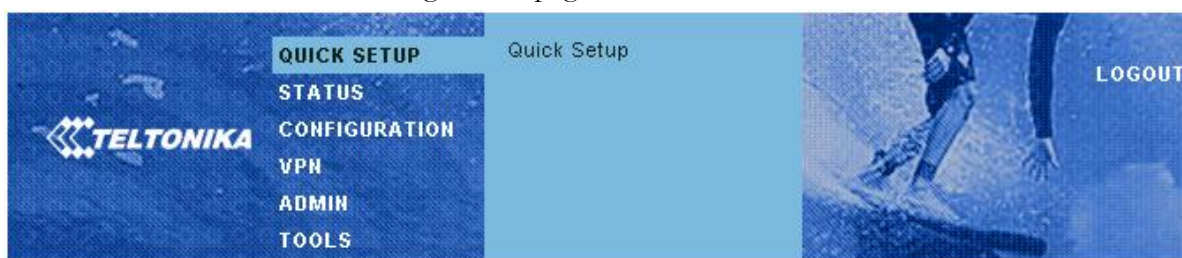 QUICK SETUP
Quick Setup
LOGOUT
STATUS
CONFIGURATION
TELTONIKA
VPN
ADMIN
TOOLS